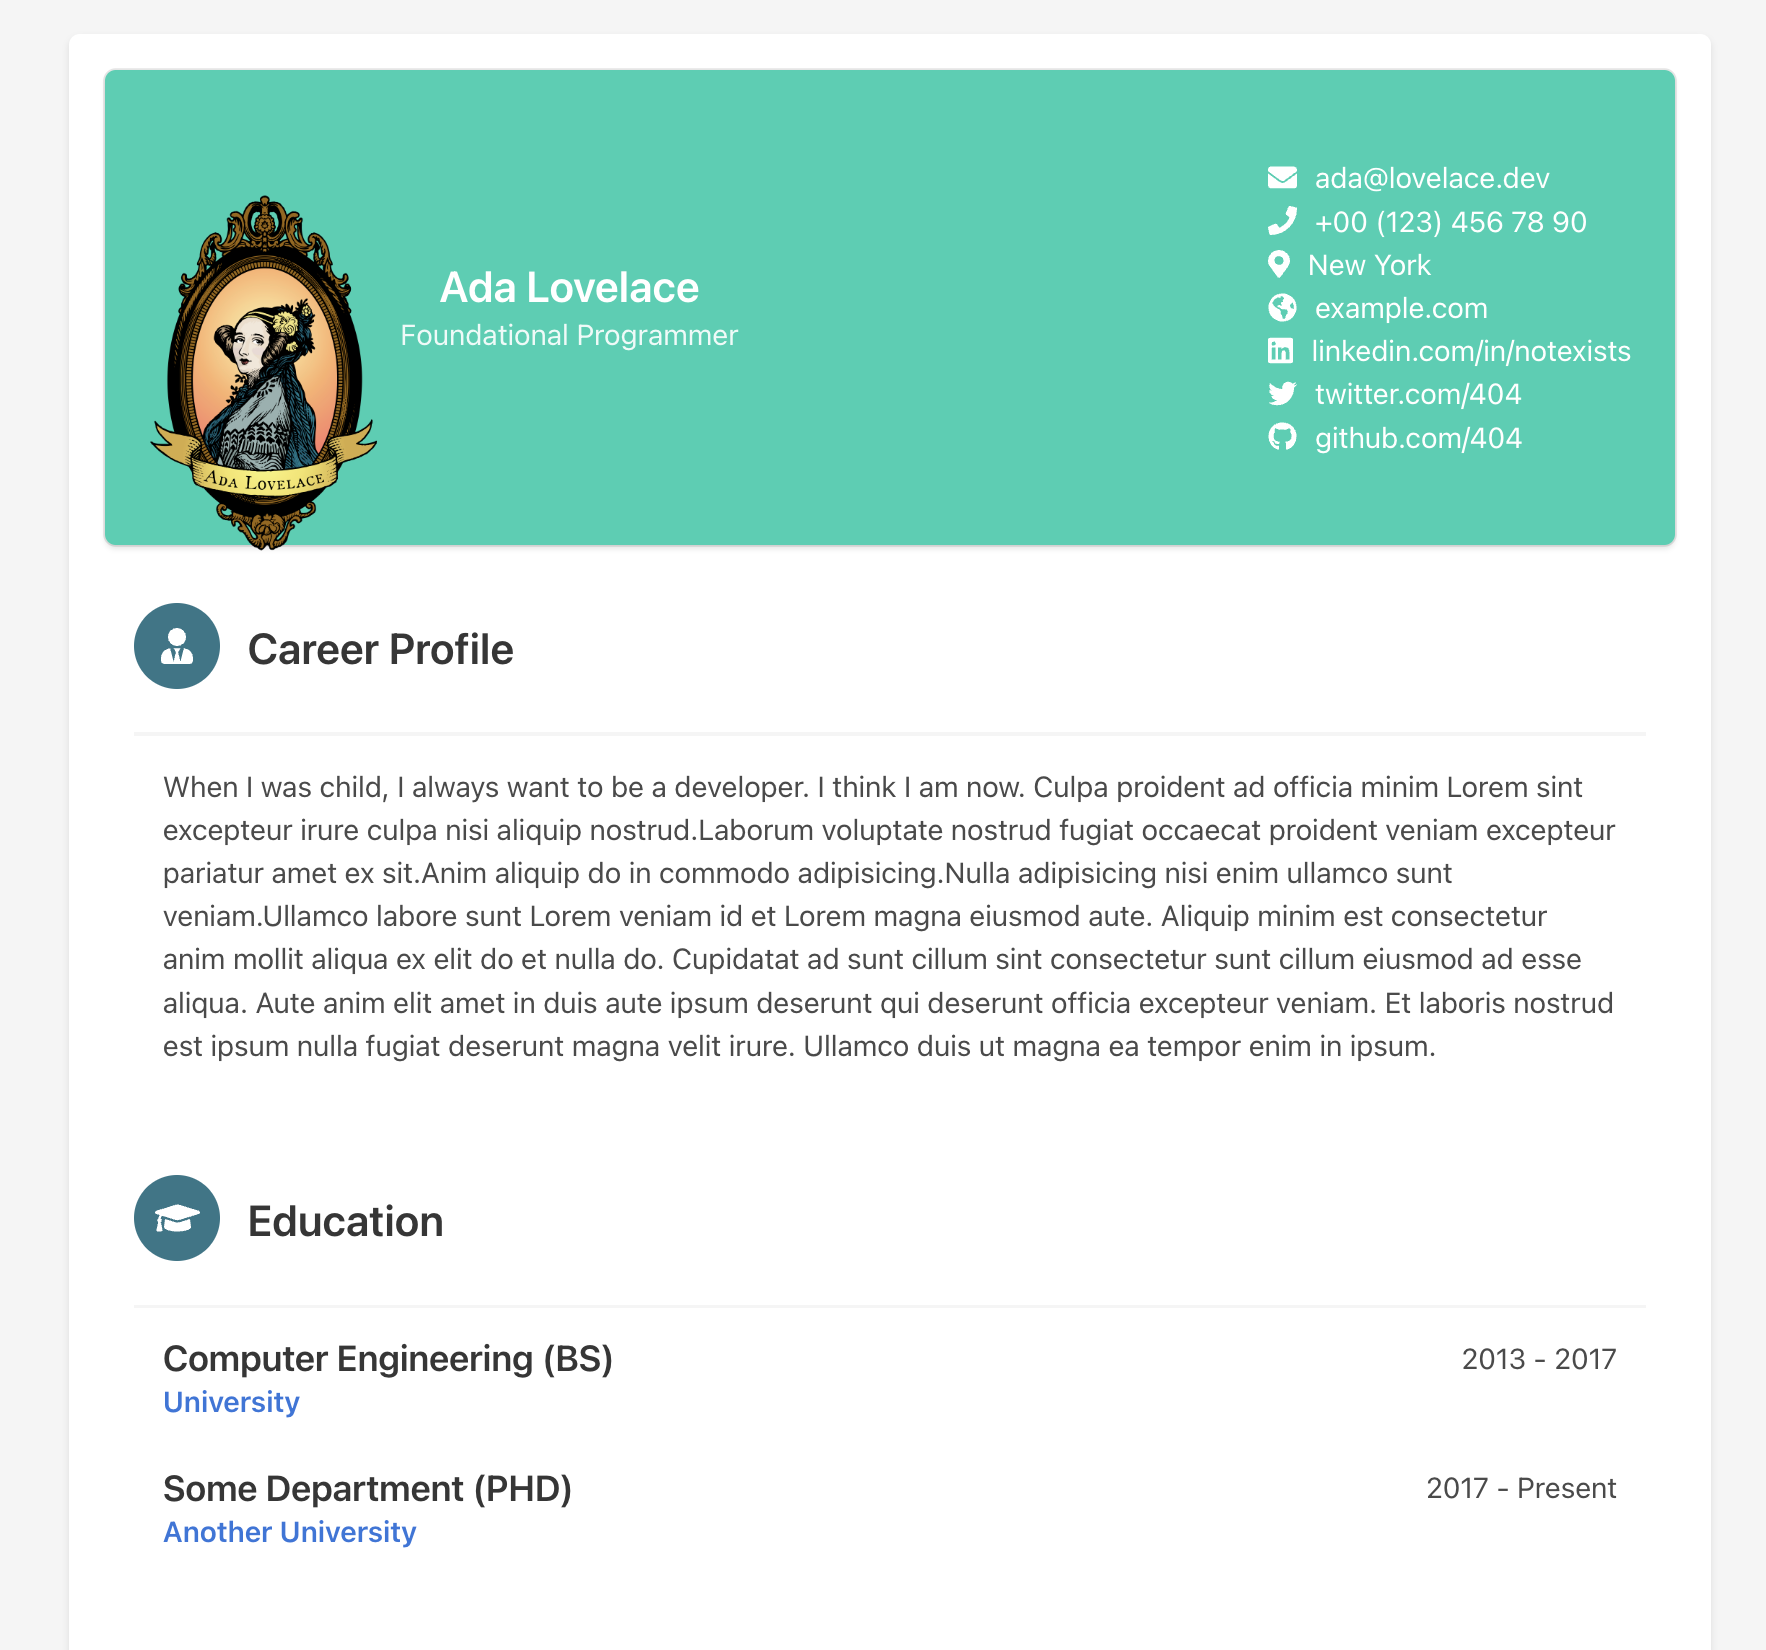 Ada Lovelace
Foundational Programmer
ADA LOVELACE
ada@lovelace.dev
+00 (123) 456 78 90
New York
example.com
linkedin.com/in/notexists
twitter.com/404
github.com/404
Career Profile
When I was child, I always want to be a developer. I think I am now. Culpa proident ad officia minim Lorem sint
excepteur irure culpa nisi aliquip nostrud.Laborum voluptate nostrud fugiat occaecat proident veniam excepteur
pariatur amet ex sit.Anim aliquip do in commodo adipisicing.Nulla adipisicing nisi enim ullamco sunt
veniam.Ullamco labore sunt Lorem veniam id et Lorem magna eiusmod aute. Aliquip minim est consectetur
anim mollit aliqua ex elit do et nulla do. Cupidatat ad sunt cillum sint consectetur sunt cillum eiusmod ad esse
aliqua. Aute anim elit amet in duis aute ipsum deserunt qui deserunt officia excepteur veniam. Et laboris nostrud
est ipsum nulla fugiat deserunt magna velit irure. Ullamco duis ut magna ea tempor enim in ipsum.
Education
Computer Engineering (BS) 2013 - 2017
University
Some Department (PHD) 2017 - Present
Another University